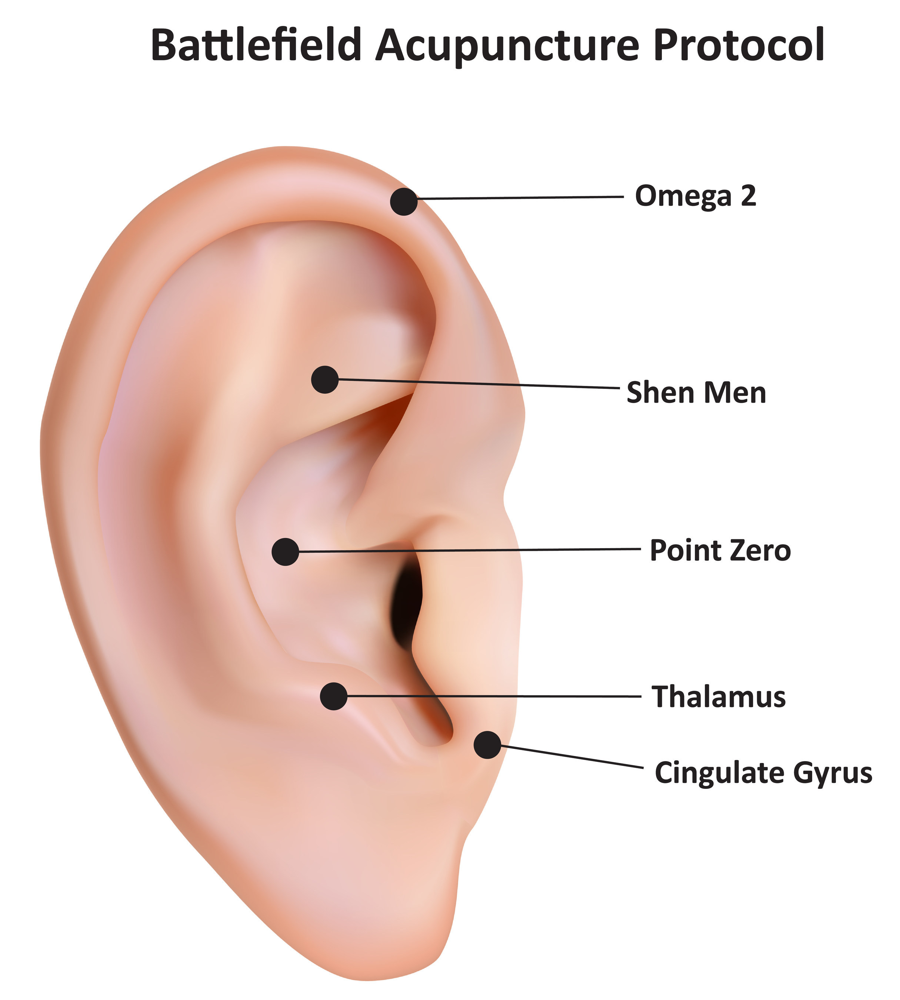 Battlefield Acupuncture Protocol
Omega 2
Shen Men
Point Zero
Thalamus
Cingulate Gyrus